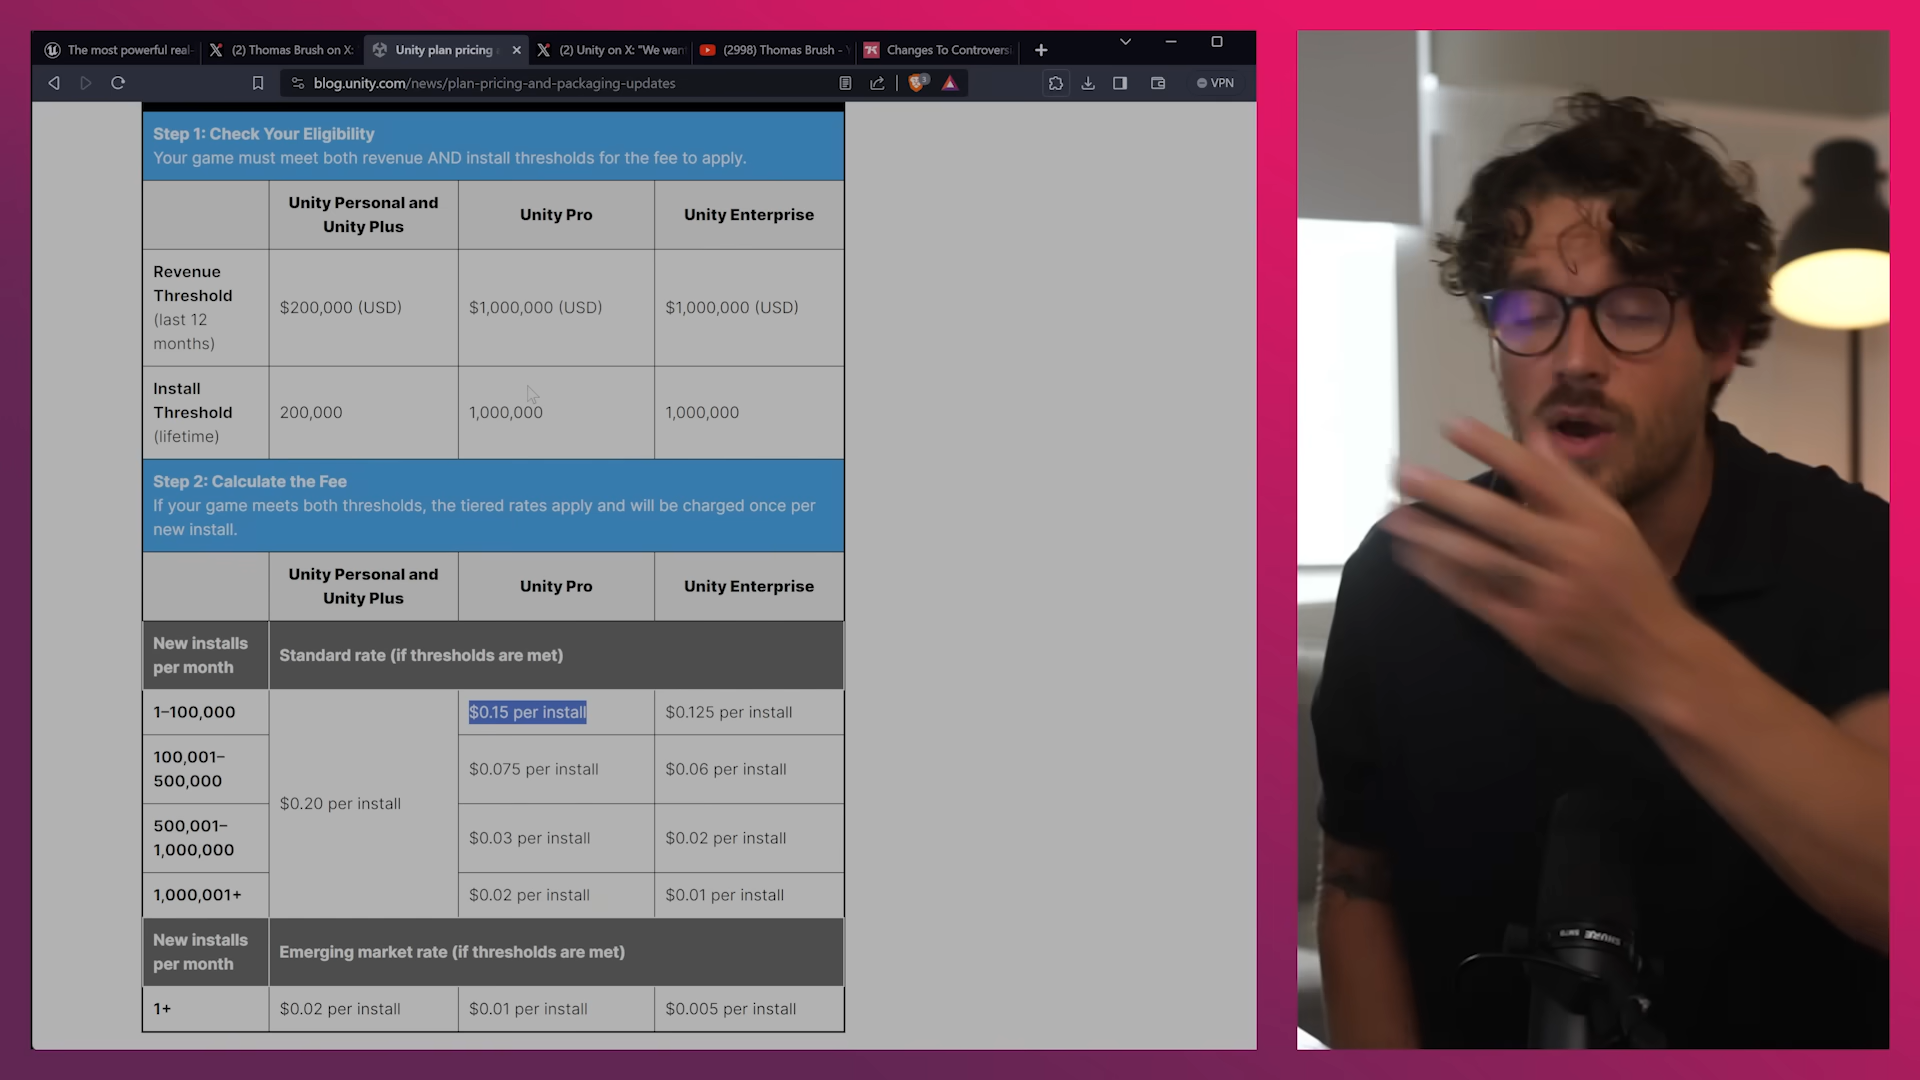 The most powerful real-
(2) Thomas Brush on X:
Unity plan pricing
(2) Unity on X: "We wan
(2998) Thomas Brush - Y
Changes To Controversi
blog.unity.com/news/plan-pricing-and-packaging-updates
3
VPN
Step 1: Check Your Eligibility
Your game must meet both revenue AND install thresholds for the fee to apply.
Unity Personal and
Unity Plus
Unity Pro
Unity Enterprise
Revenue
Threshold
(last 12
months)
$200,000 (USD)
$1,000,000 (USD)
$1,000,000 (USD)
Install
Threshold
(lifetime)
200,000
1,000,000
1,000,000
Step 2: Calculate the Fee
If your game meets both thresholds, the tiered rates apply and will be charged once per
new install.
Unity Personal and
Unity Plus
Unity Pro
Unity Enterprise
New installs
per month
Standard rate (if thresholds are met)
1–100,000
$0.20 per install
$0.15 per install
$0.125 per install
100,001–
500,000
$0.075 per install
$0.06 per install
500,001–
1,000,000
$0.03 per install
$0.02 per install
1,000,001+
$0.02 per install
$0.01 per install
New installs
per month
Emerging market rate (if thresholds are met)
1+
$0.02 per install
$0.01 per install
$0.005 per install
SHURE SM7B